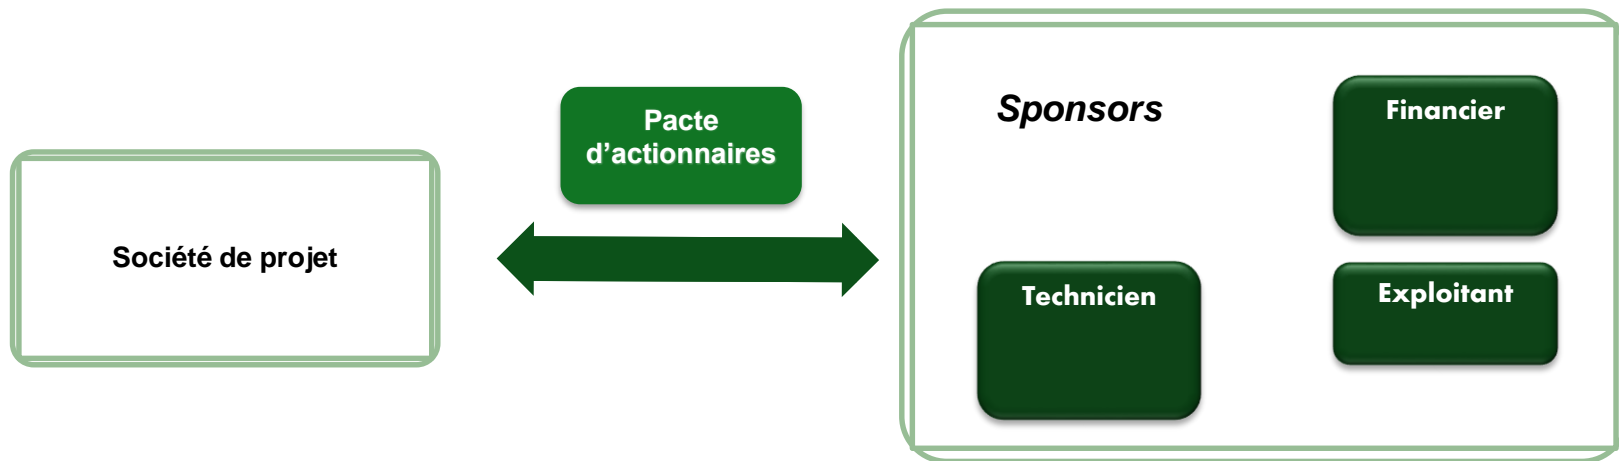 Société de projet
Pacte
d’actionnaires
Sponsors
Financier
Technicien
Exploitant